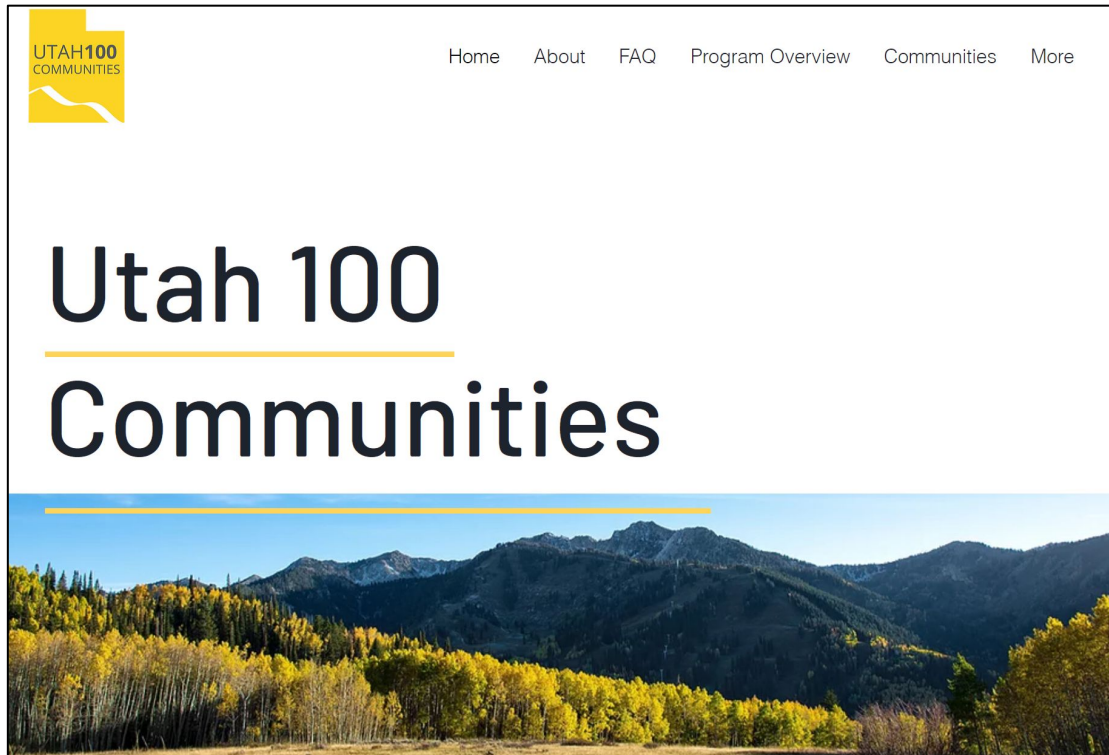 UTAH100
COMMUNITIES
Home About FAQ Program Overview Communities More
Utah 100
Communities